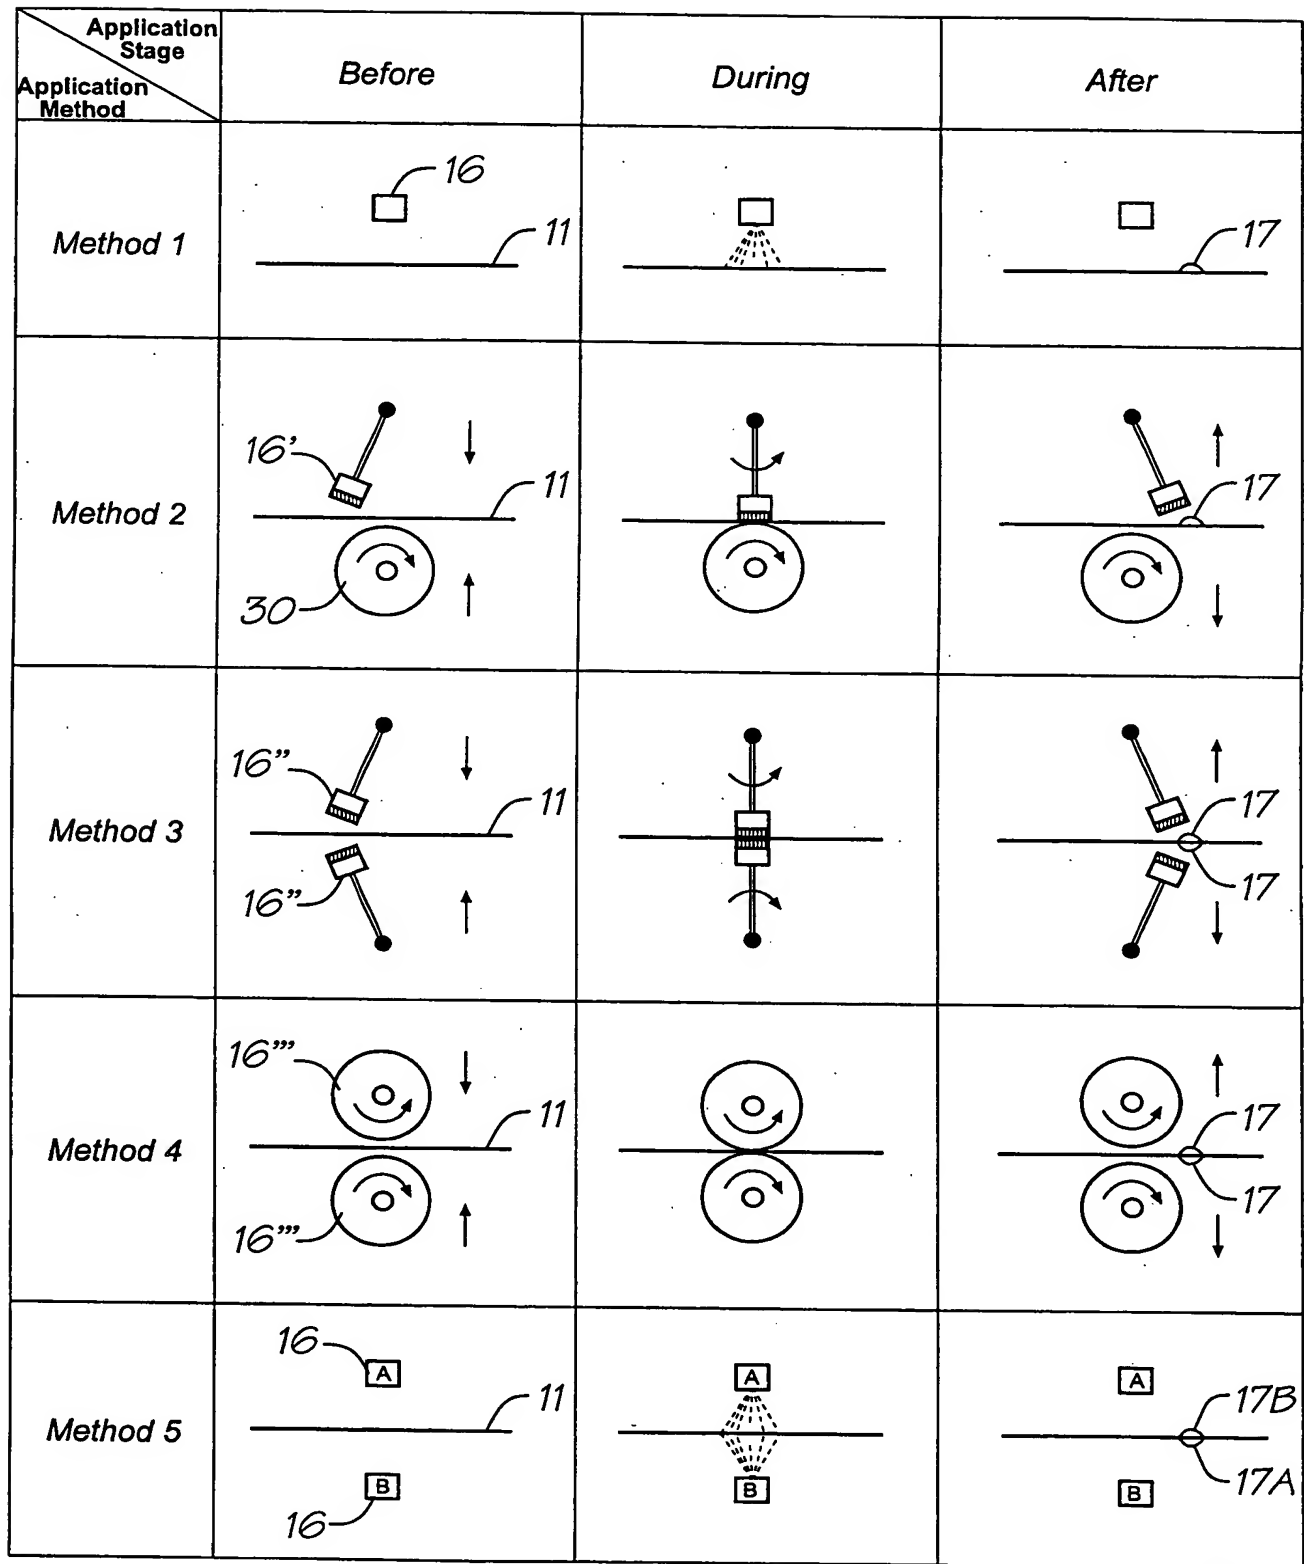 Application
Stage
Application
Method
Before
During
After
Method 1
16
11
17
Method 2
16'
11
30
17
Method 3
16"
11
16"
17
17
Method 4
16'''
11
16'''
17
17
Method 5
16
A
11
B
16
A
B
A
17B
17A
B